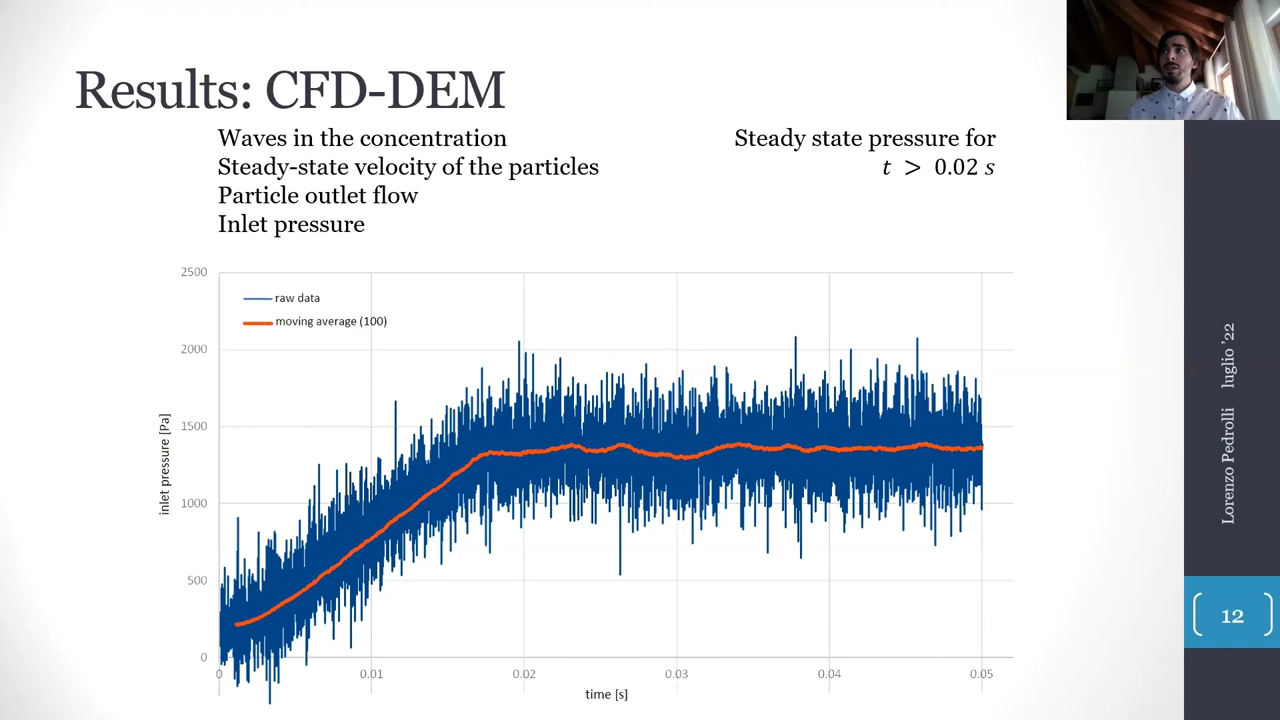 Results: CFD-DEM
Waves in the concentration
Steady-state velocity of the particles
Particle outlet flow
Inlet pressure
Steady state pressure for
t > 0.02 s
2500
2000
1500
1000
500
0
raw data
moving average (100)
inlet pressure [Pa]
0 0.01 0.02 0.03 0.04 0.05
time [s]
Lorenzo Pedrolli luglio '22
12